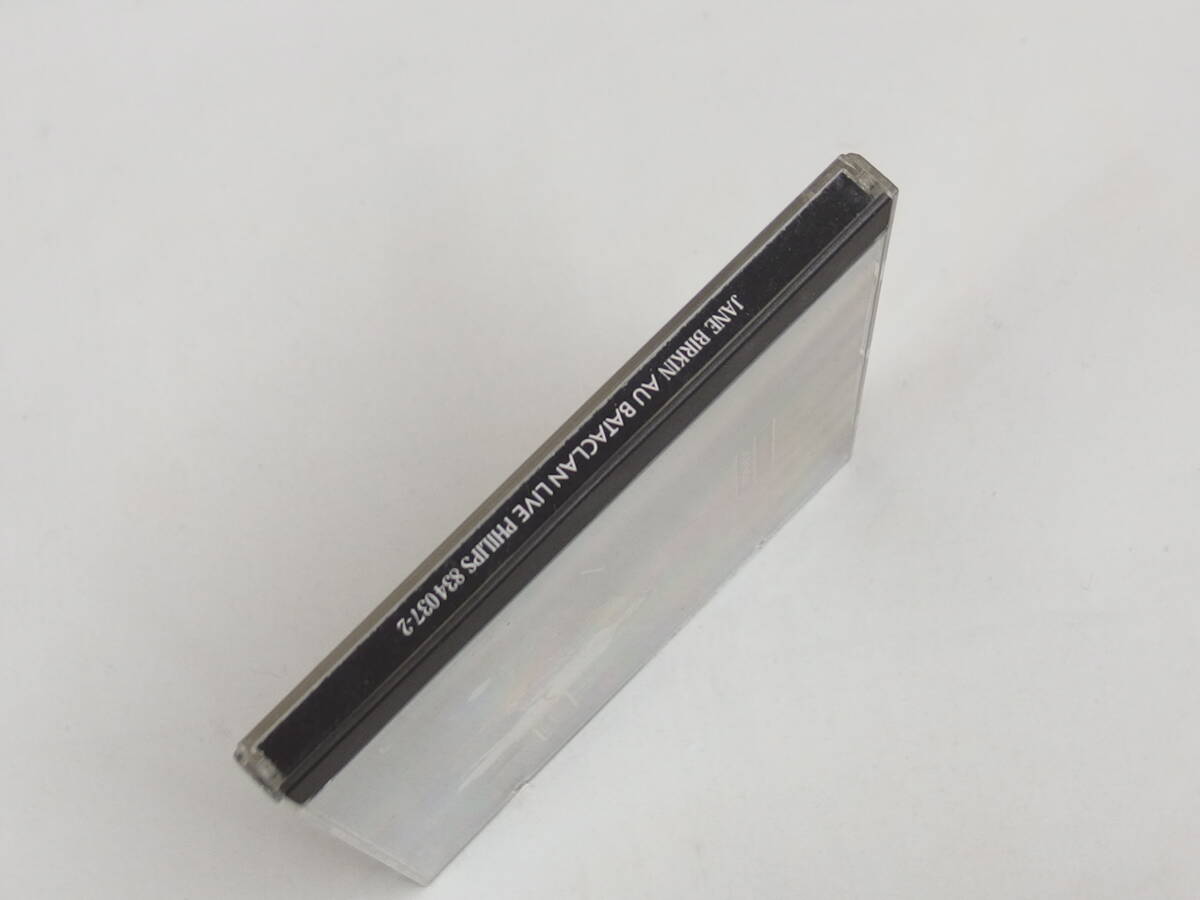 JANE BIRKIN AU BATACLAN LIVE PHILIPS 834 037-2